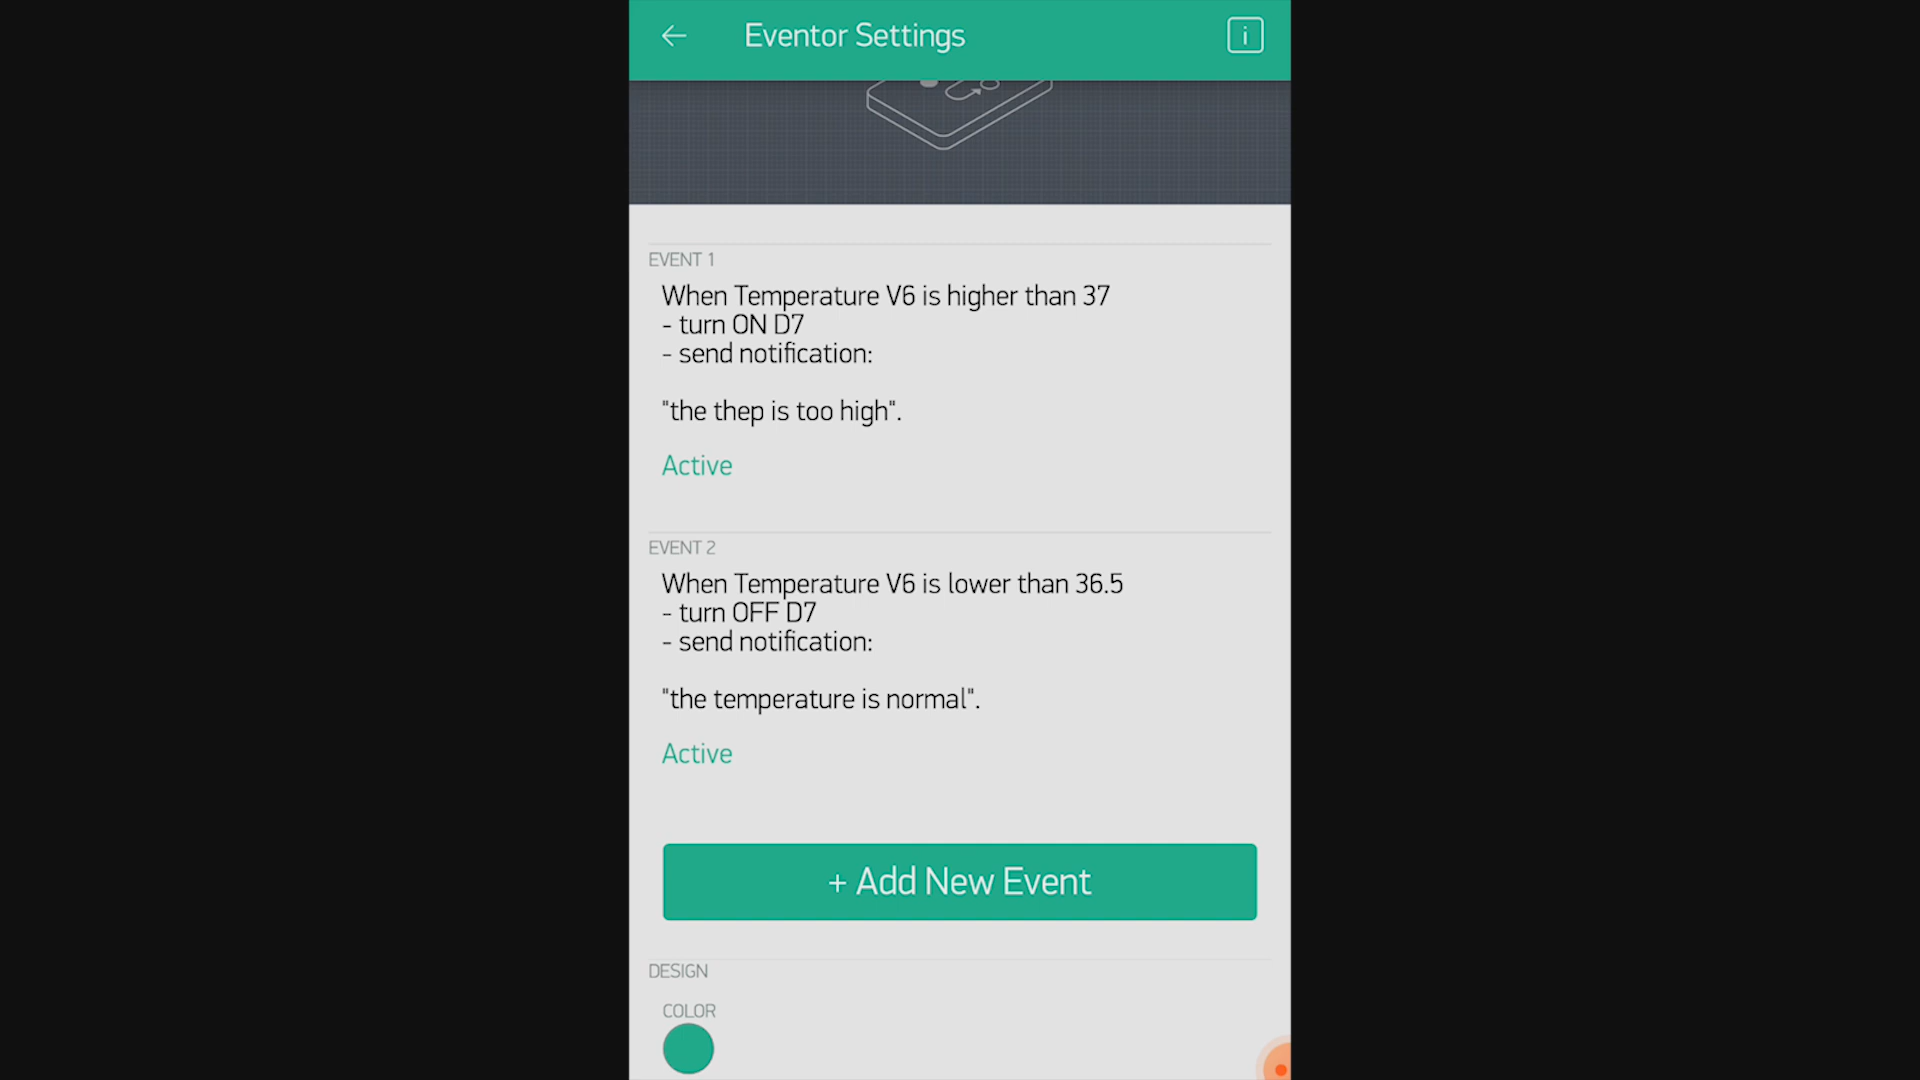 Eventor Settings
i
EVENT 1
When Temperature V6 is higher than 37
- turn ON D7
- send notification:
"the thep is too high".
Active
EVENT 2
When Temperature V6 is lower than 36.5
- turn OFF D7
- send notification:
"the temperature is normal".
Active
+ Add New Event
DESIGN
COLOR